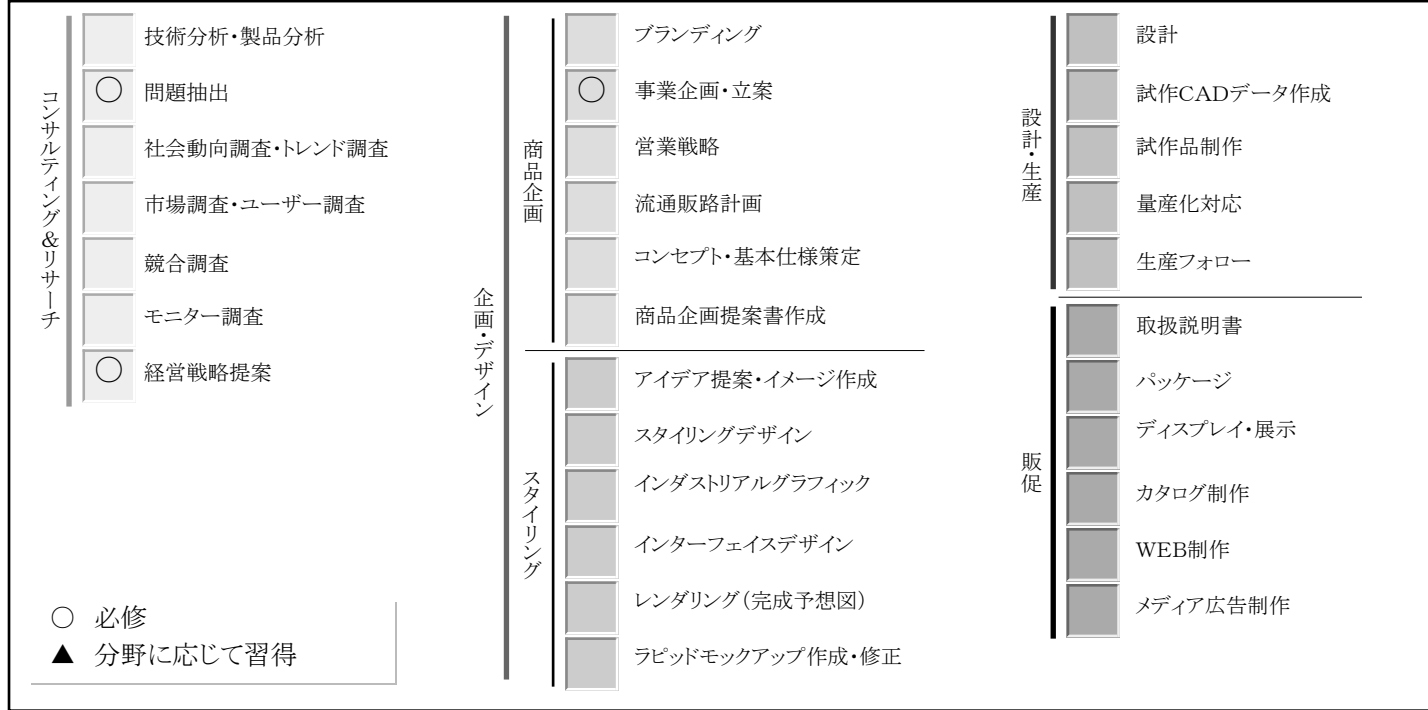 コンサルティング&リサーチ
技術分析・製品分析
○ 問題抽出
社会動向調査・トレンド調査
市場調査・ユーザー調査
競合調査
モニター調査
○ 経営戦略提案
企画・デザイン
商品企画
ブランディング
○ 事業企画・立案
営業戦略
流通販路計画
コンセプト・基本仕様策定
商品企画提案書作成
スタイリング
アイデア提案・イメージ作成
スタイリングデザイン
インダストリアルグラフィック
インターフェイスデザイン
レンダリング(完成予想図)
ラピッドモックアップ作成・修正
設計・生産
設計
試作CADデータ作成
試作品制作
量産化対応
生産フォロー
販促
取扱説明書
パッケージ
ディスプレイ・展示
カタログ制作
WEB制作
メディア広告制作
○ 必修
▲ 分野に応じて習得